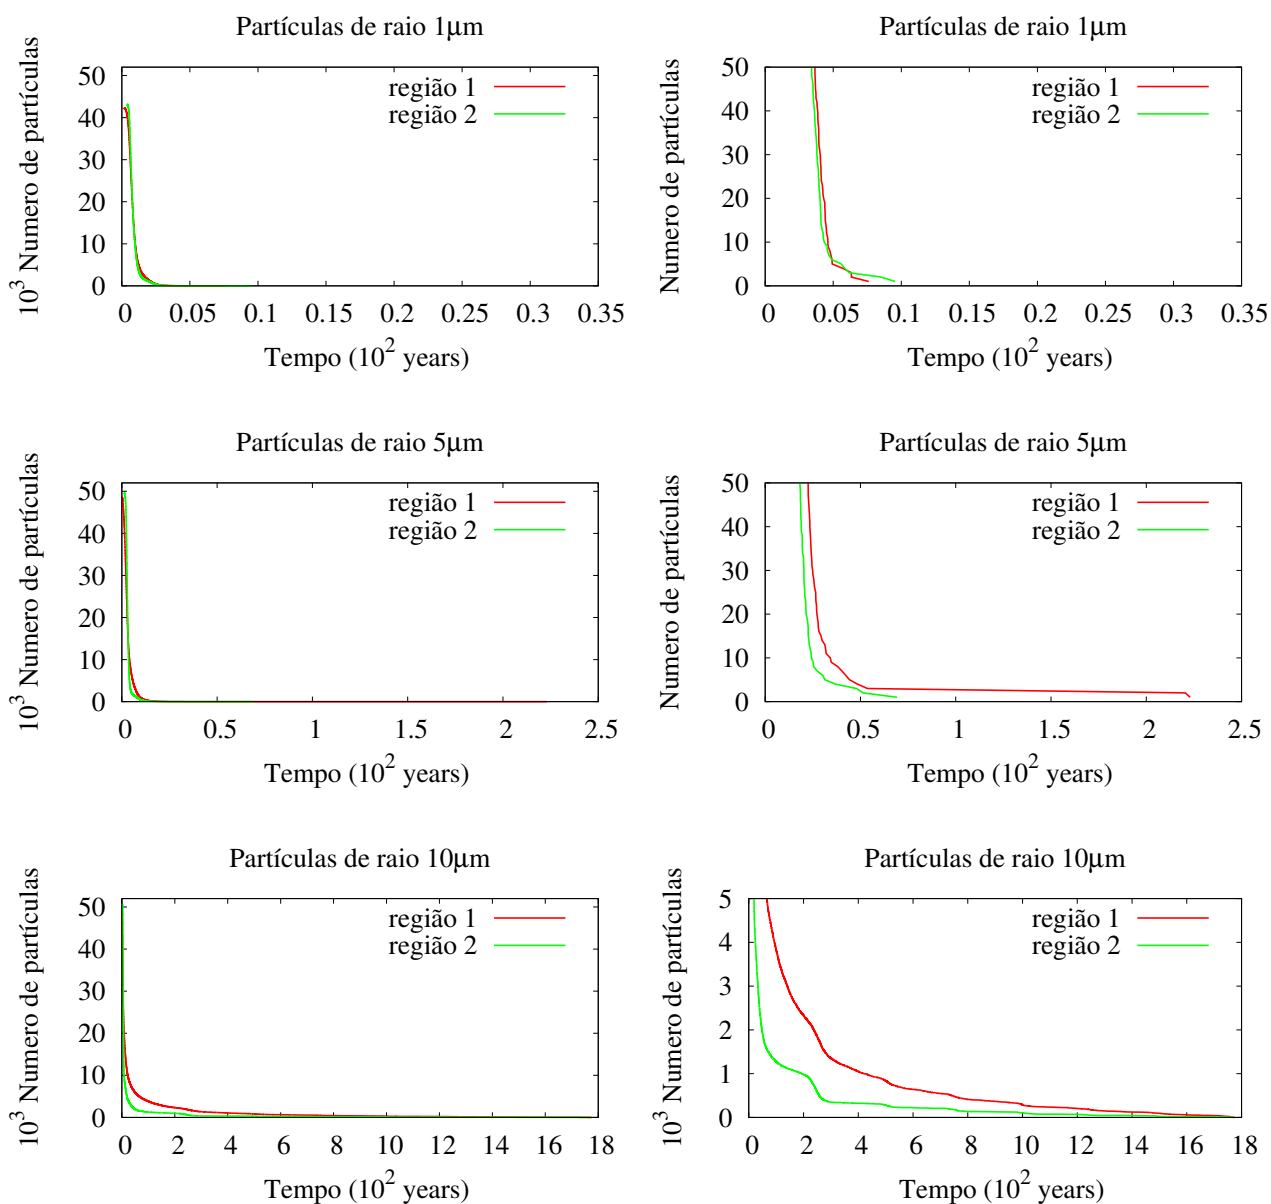 Partículas de raio 1μm
10³ Numero de partículas
50
40
30
20
10
0
região 1
região 2
0 0.05 0.1 0.15 0.2 0.25 0.3 0.35
Tempo (10² years)
Partículas de raio 1μm
Numero de partículas
50
40
30
20
10
0
região 1
região 2
0 0.05 0.1 0.15 0.2 0.25 0.3 0.35
Tempo (10² years)
Partículas de raio 5μm
10³ Numero de partículas
50
40
30
20
10
0
região 1
região 2
0 0.5 1 1.5 2 2.5
Tempo (10² years)
Partículas de raio 5μm
Numero de partículas
50
40
30
20
10
0
região 1
região 2
0 0.5 1 1.5 2 2.5
Tempo (10² years)
Partículas de raio 10μm
10³ Numero de partículas
50
40
30
20
10
0
região 1
região 2
0 2 4 6 8 10 12 14 16 18
Tempo (10² years)
Partículas de raio 10μm
10³ Numero de partículas
5
4
3
2
1
0
região 1
região 2
0 2 4 6 8 10 12 14 16 18
Tempo (10² years)